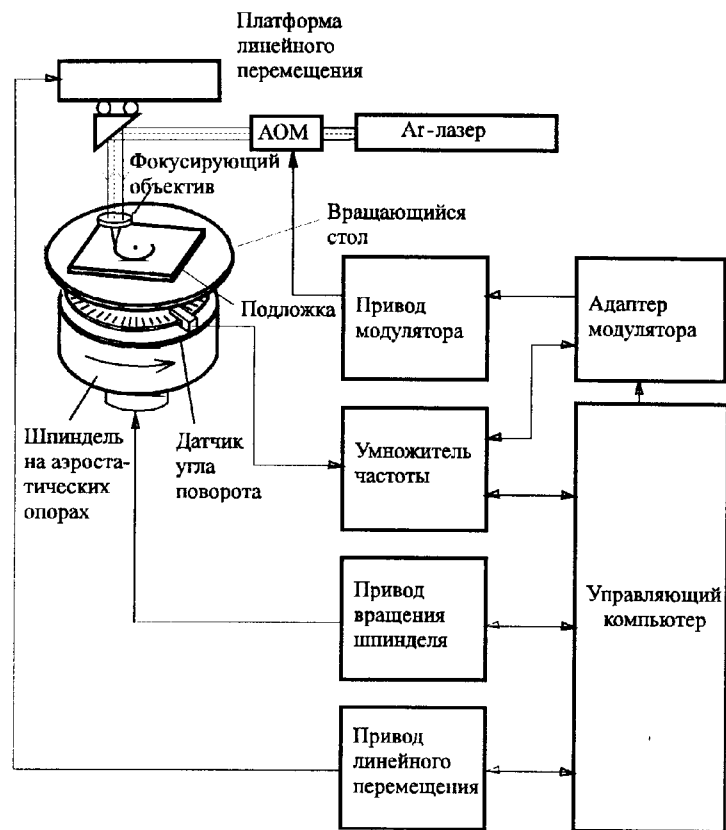 Платформа
линейного
перемещения
АОМ
Ar-лазер
Фокусирующий
объектив
Вращающийся
стол
Подложка
Привод
модулятора
Адаптер
модулятора
Шпиндель
на аэроста-
тических
опорах
Датчик
угла
поворота
Умножитель
частоты
Привод
вращения
шпинделя
Управляющий
компьютер
Привод
линейного
перемещения